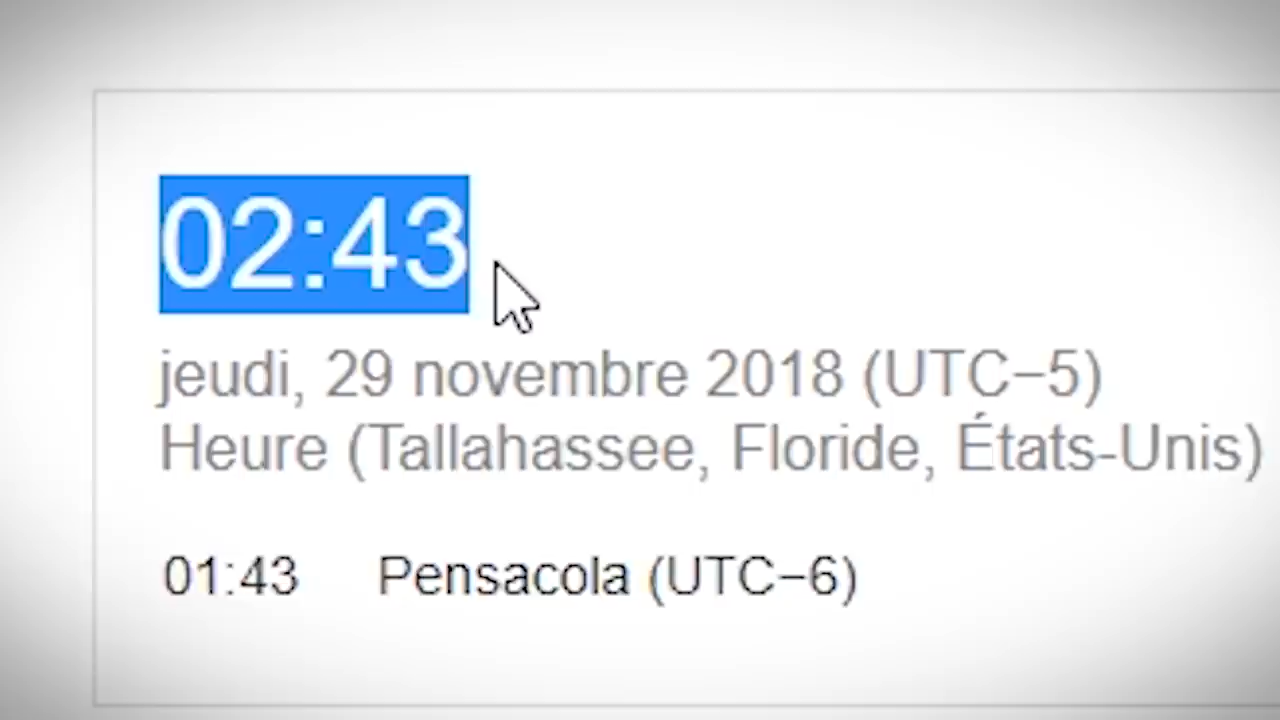 02:43
jeudi, 29 novembre 2018 (UTC−5)
Heure (Tallahassee, Floride, États-Unis)
01:43 Pensacola (UTC−6)